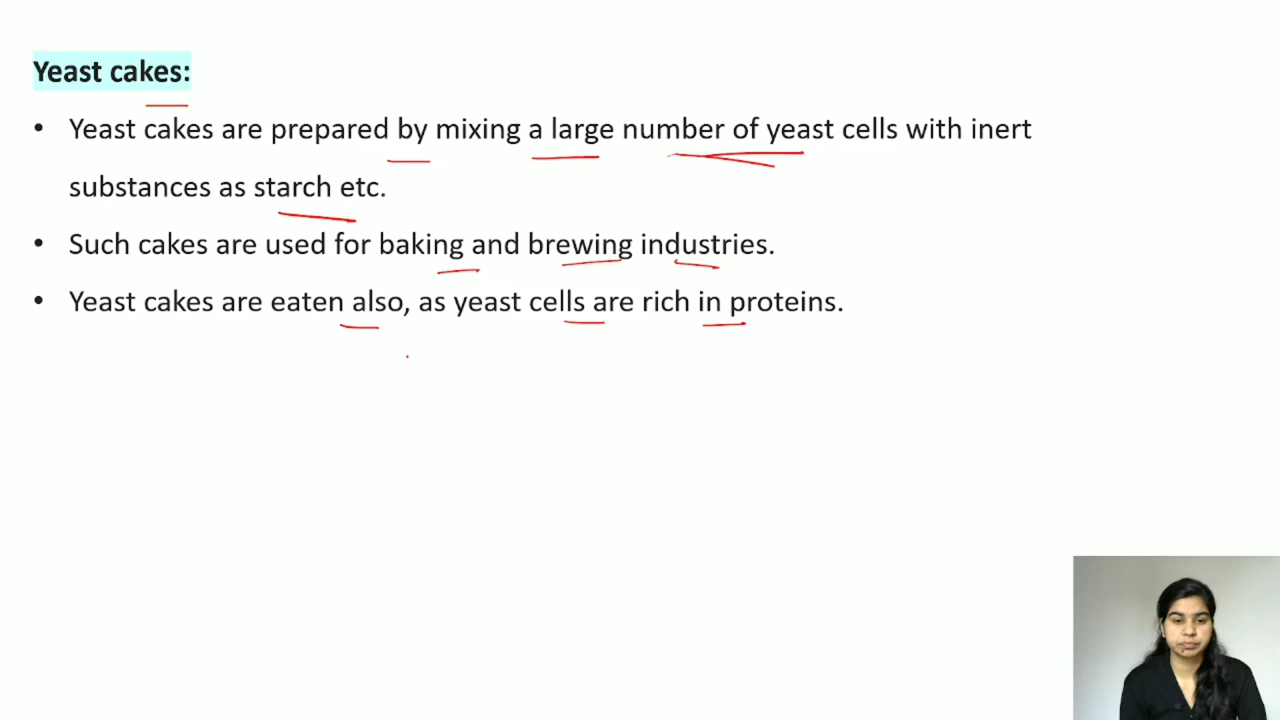 Yeast cakes:
• Yeast cakes are prepared by mixing a large number of yeast cells with inert
substances as starch etc.
• Such cakes are used for baking and brewing industries.
• Yeast cakes are eaten also, as yeast cells are rich in proteins.